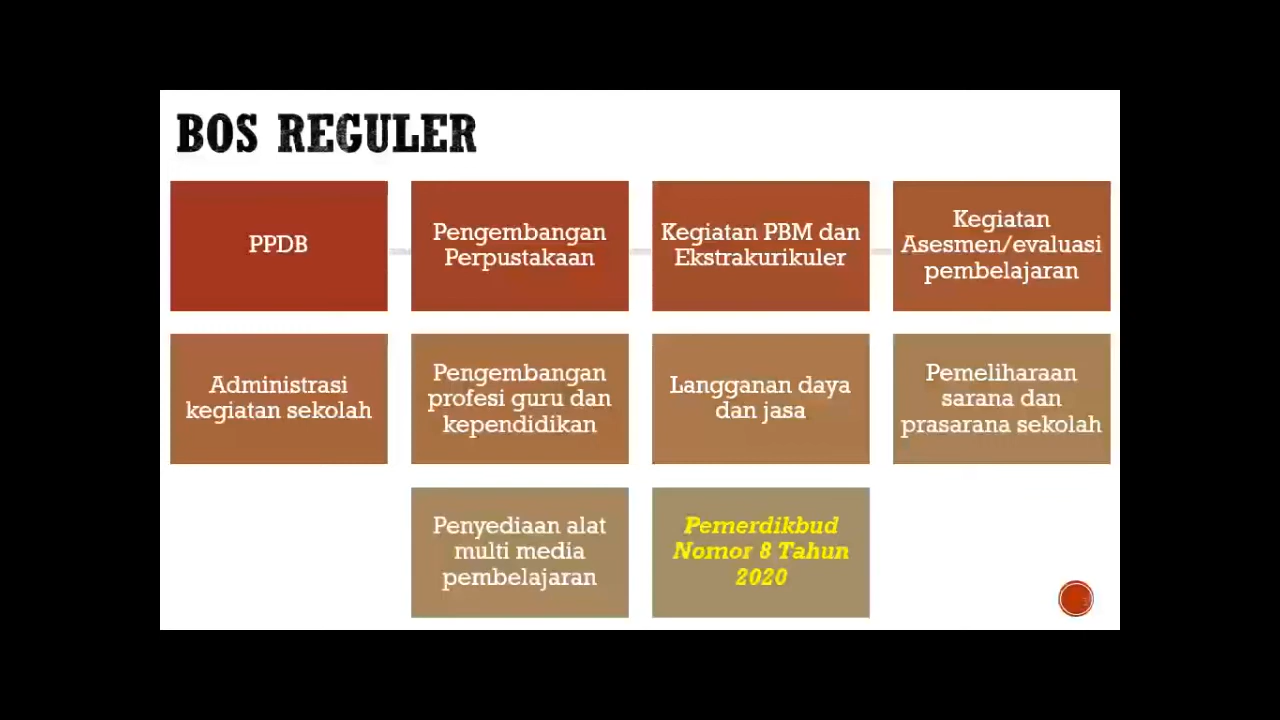 BOS REGULER
PPDB
Pengembangan
Perpustakaan
Kegiatan PBM dan
Ekstrakurikuler
Kegiatan
Asesmen/evaluasi
pembelajaran
Administrasi
kegiatan sekolah
Pengembangan
profesi guru dan
kependidikan
Langganan daya
dan jasa
Pemeliharaan
sarana dan
prasarana sekolah
Penyediaan alat
multi media
pembelajaran
Pemerdikbud
Nomor 8 Tahun
2020